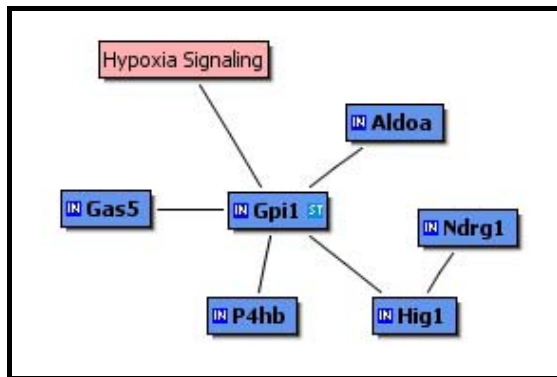 Hypoxia Signaling
IN Aldoa
IN Gas5
IN Gpi1 ST
IN Ndrg1
IN P4hb
IN Hig1